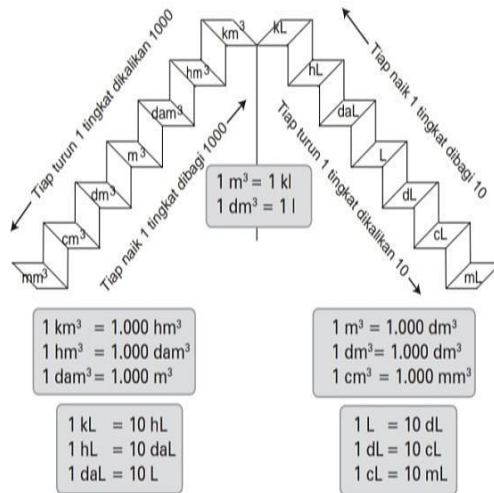 km³
hm³
dam³
m³
dm³
cm³
mm³
Tiap turun 1 tingkat dikalikan 1000
Tiap naik 1 tingkat dibagi 1000
kL
hL
daL
L
dL
cL
mL
Tiap naik 1 tingkat dibagi 10
Tiap turun 1 tingkat dikalikan 10
1 m³ = 1 kl
1 dm³ = 1 l
1 km³ = 1.000 hm³
1 hm³ = 1.000 dam³
1 dam³ = 1.000 m³
1 m³ = 1.000 dm³
1 dm³ = 1.000 dm³
1 cm³ = 1.000 mm³
1 kL = 10 hL
1 hL = 10 daL
1 daL = 10 L
1 L = 10 dL
1 dL = 10 cL
1 cL = 10 mL